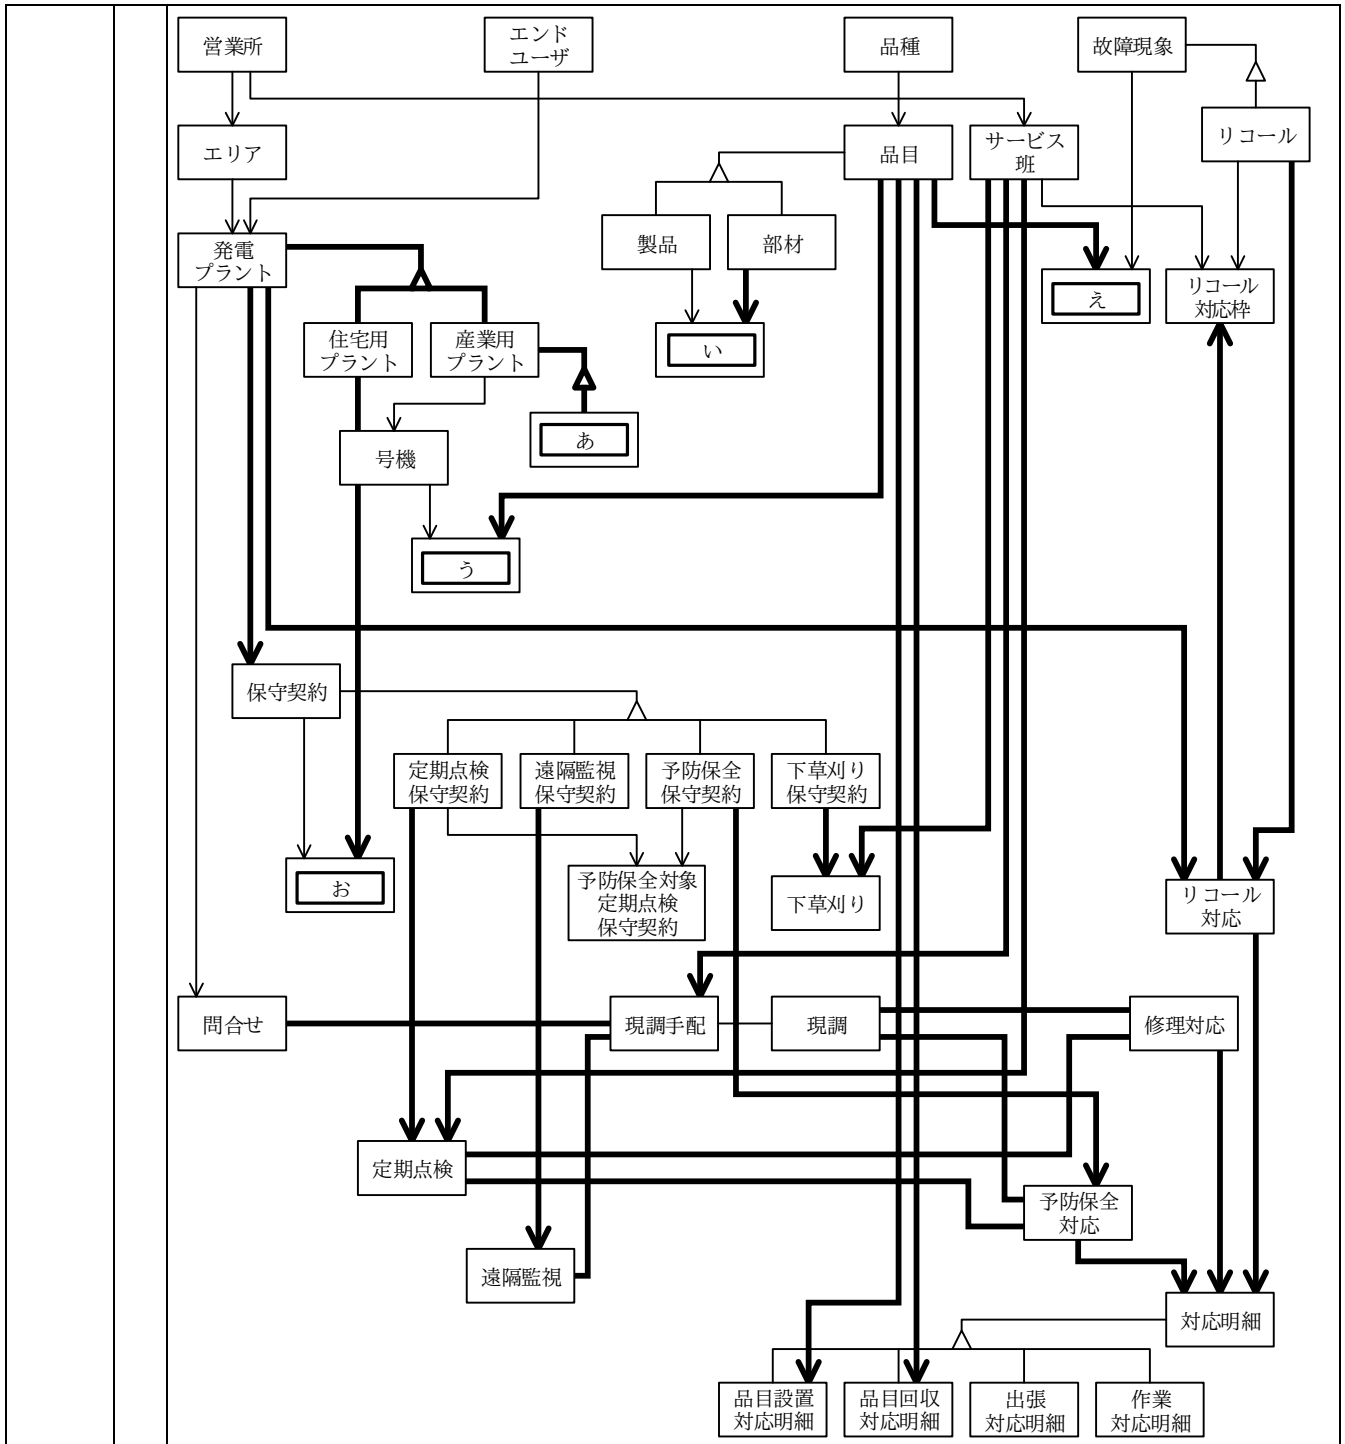 営業所
エンド
ユーザ
品種
故障現象
エリア
品目
サービス
班
リコール
発電
プラント
製品
部材
え
リコール
対応枠
住宅用
プラント
産業用
プラント
い
あ
号機
う
保守契約
定期点検
保守契約
遠隔監視
保守契約
予防保全
保守契約
下草刈り
保守契約
お
予防保全対象
定期点検
保守契約
下草刈り
リコール
対応
問合せ
現調手配
現調
修理対応
定期点検
予防保全
対応
遠隔監視
対応明細
品目設置
対応明細
品目回収
対応明細
出張
対応明細
作業
対応明細